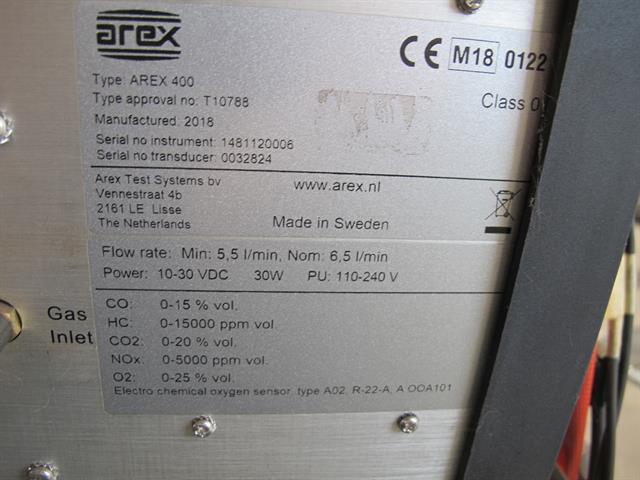 arex
CE M18 0122
Type: AREX 400
Type approval no: T10788
Class 0
Manufactured: 2018
Serial no instrument: 1481120006
Serial no transducer: 0032824
Arex Test Systems bv
www.arex.nl
Vennestraat 4b
2161 LE Lisse
The Netherlands
Made in Sweden
Flow rate: Min: 5,5 l/min, Nom: 6,5 l/min
Power: 10-30 VDC 30W PU: 110-240 V
Gas
Inlet
CO: 0-15 % vol.
HC: 0-15000 ppm vol.
CO2: 0-20 % vol.
NOx: 0-5000 ppm vol.
O2: 0-25 % vol.
Electro chemical oxygen sensor, type A02, R-22-A, A OOA101